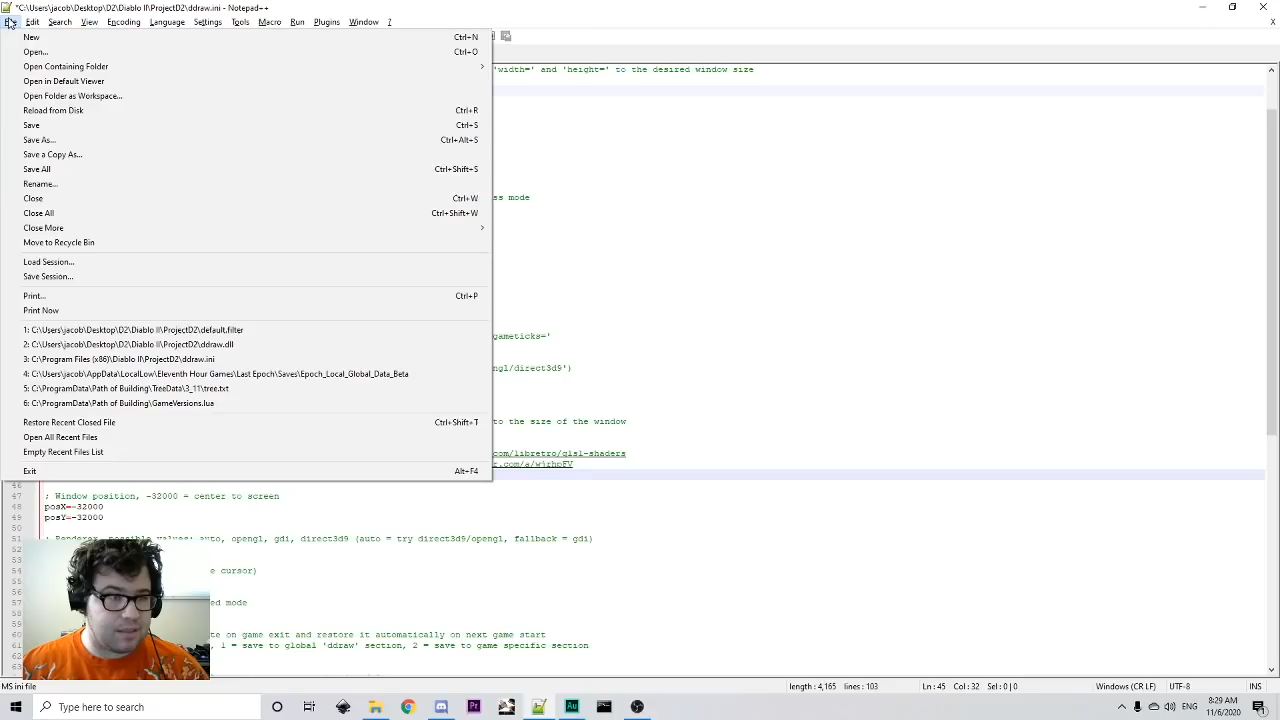 *C:\Users\jacob\Desktop\D2\Diablo II\ProjectD2\ddraw.ini - Notepad++
Edit Search View Encoding Language Settings Tools Macro Run Plugins Window ?
New Ctrl+N
Open... Ctrl+O
'width=' and 'height=' to the desired window size
Open Containing Folder
Open in Default Viewer
Open Folder as Workspace...
Reload from Disk Ctrl+R
Save Ctrl+S
Save As... Ctrl+Alt+S
Save a Copy As...
Save All Ctrl+Shift+S
Rename...
Close Ctrl+W
ss mode
Close All Ctrl+Shift+W
Close More
Move to Recycle Bin
Load Session...
Save Session...
Print... Ctrl+P
Print Now
1: C:\Users\jacob\Desktop\D2\Diablo II\ProjectD2\default.filter
gameticks='
2: C:\Users\jacob\Desktop\D2\Diablo II\ProjectD2\ddraw.dll
3: C:\Program Files (x86)\Diablo II\ProjectD2\ddraw.ini
ngl/direct3d9')
4: C:\Users\jacob\AppData\LocalLow\Eleventh Hour Games\Last Epoch\Saves\Epoch_Local_Global_Data_Beta
5: C:\ProgramData\Path of Building\TreeData\3_11\tree.txt
6: C:\ProgramData\Path of Building\GameVersions.lua
Restore Recent Closed File Ctrl+Shift+T
to the size of the window
Open All Recent Files
Empty Recent Files List
com/libretro/glsl-shaders
Exit Alt+F4
46
47 ; Window position, -32000 = center to screen
48 posX=-32000
49 posY=-32000
50
51 ; Renderer, possible values: auto, opengl, gdi, direct3d9 (auto = try direct3d9/opengl, fallback = gdi)
54 e cursor)
57 ed mode
60 te on game exit and restore it automatically on next game start
61 , 1 = save to global 'ddraw' section, 2 = save to game specific section
MS ini file length : 4,165 lines : 103 Ln : 45 Col : 32 Sel : 0 | 0 Windows (CR LF) UTF-8 INS
Type here to search
ENG
8:29 AM
11/6/2020